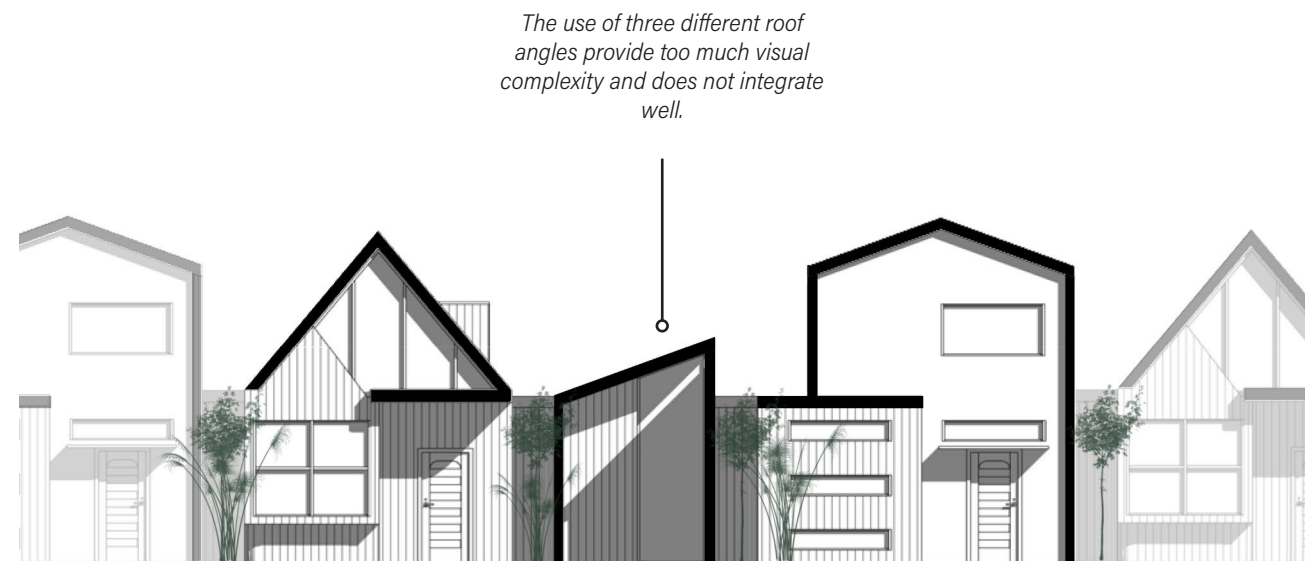 The use of three different roof
angles provide too much visual
complexity and does not integrate
well.